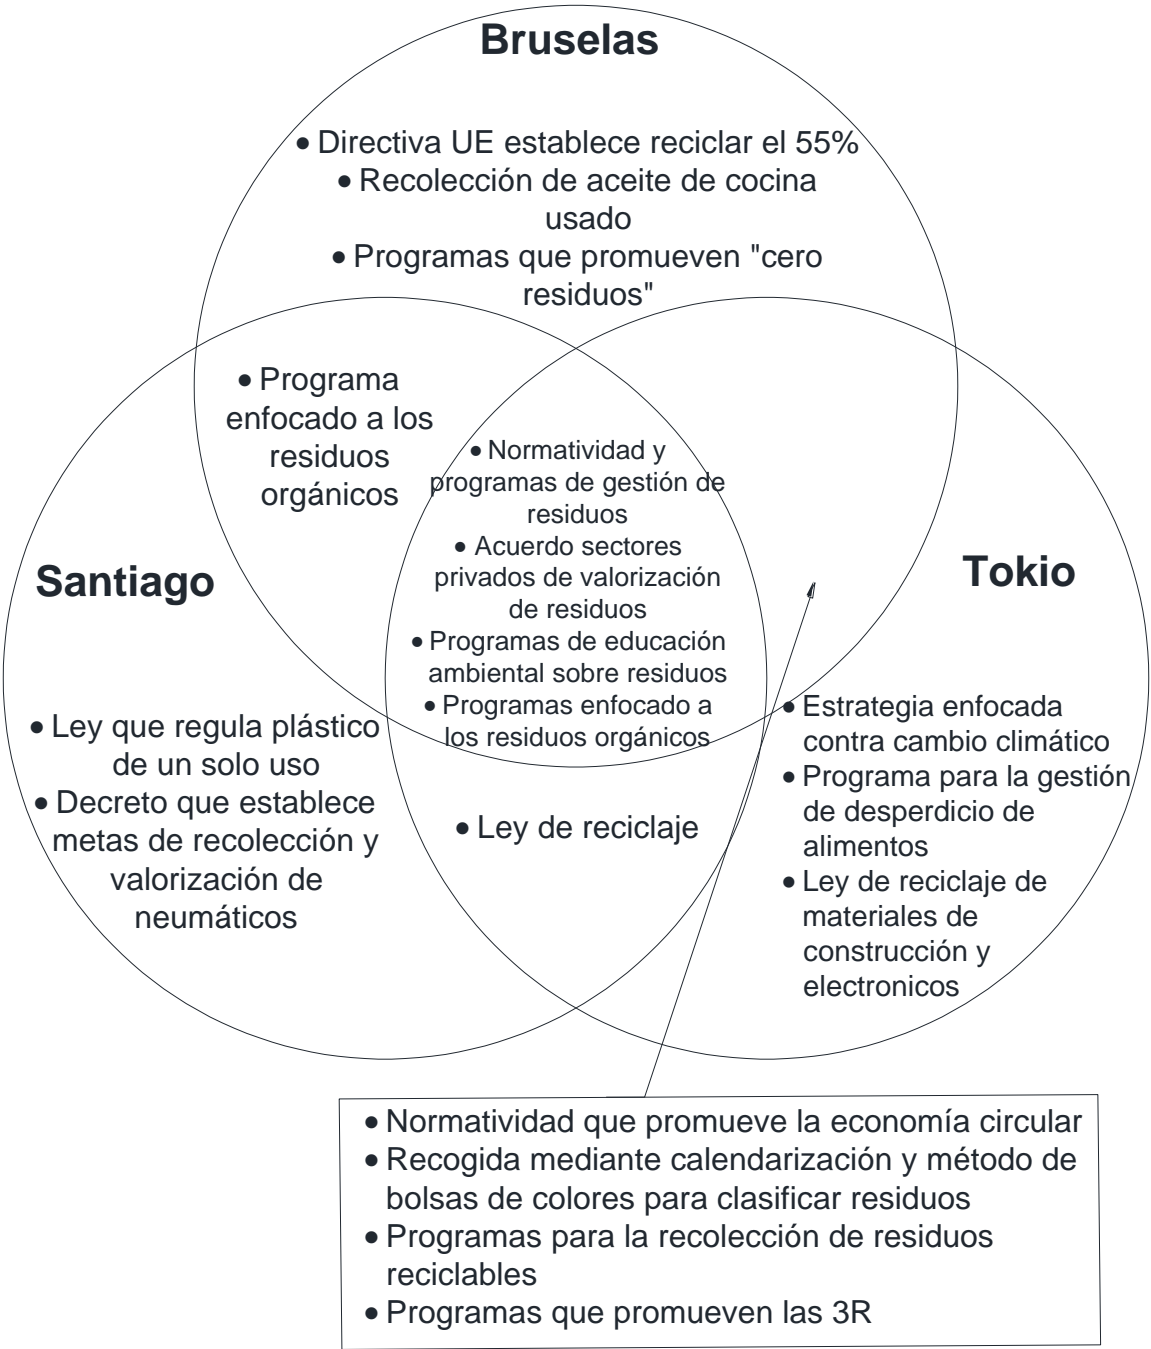 Bruselas
• Directiva UE establece reciclar el 55%
• Recolección de aceite de cocina
usado
• Programas que promueven "cero
residuos"
• Programa
enfocado a los
residuos
orgánicos
• Normatividad y
programas de gestión de
residuos
• Acuerdo sectores
privados de valorización
de residuos
• Programas de educación
ambiental sobre residuos
• Programas enfocado a
los residuos orgánicos
Santiago
Tokio
• Ley que regula plástico
de un solo uso
• Decreto que establece
metas de recolección y
valorización de
neumáticos
• Ley de reciclaje
• Estrategia enfocada
contra cambio climático
• Programa para la gestión
de desperdicio de
alimentos
• Ley de reciclaje de
materiales de
construcción y
electronicos
• Normatividad que promueve la economía circular
• Recogida mediante calendarización y método de
bolsas de colores para clasificar residuos
• Programas para la recolección de residuos
reciclables
• Programas que promueven las 3R